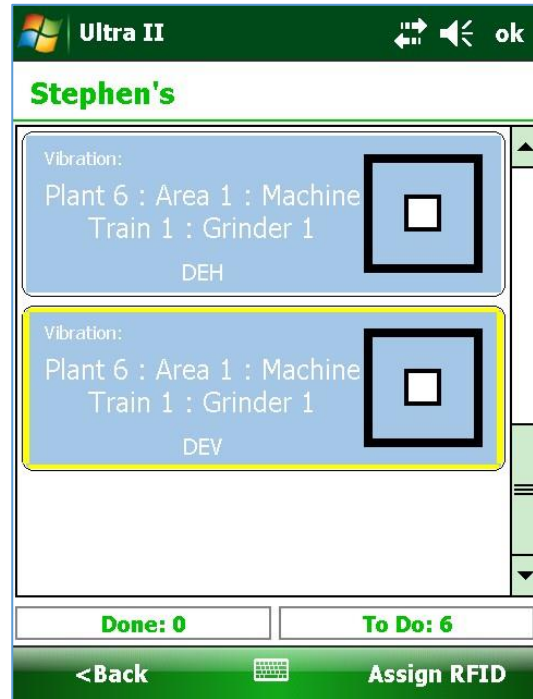 Ultra II ok
Stephen's
Vibration:
Plant 6 : Area 1 : Machine
Train 1 : Grinder 1
DEH
Vibration:
Plant 6 : Area 1 : Machine
Train 1 : Grinder 1
DEV
Done: 0 To Do: 6
<Back Assign RFID